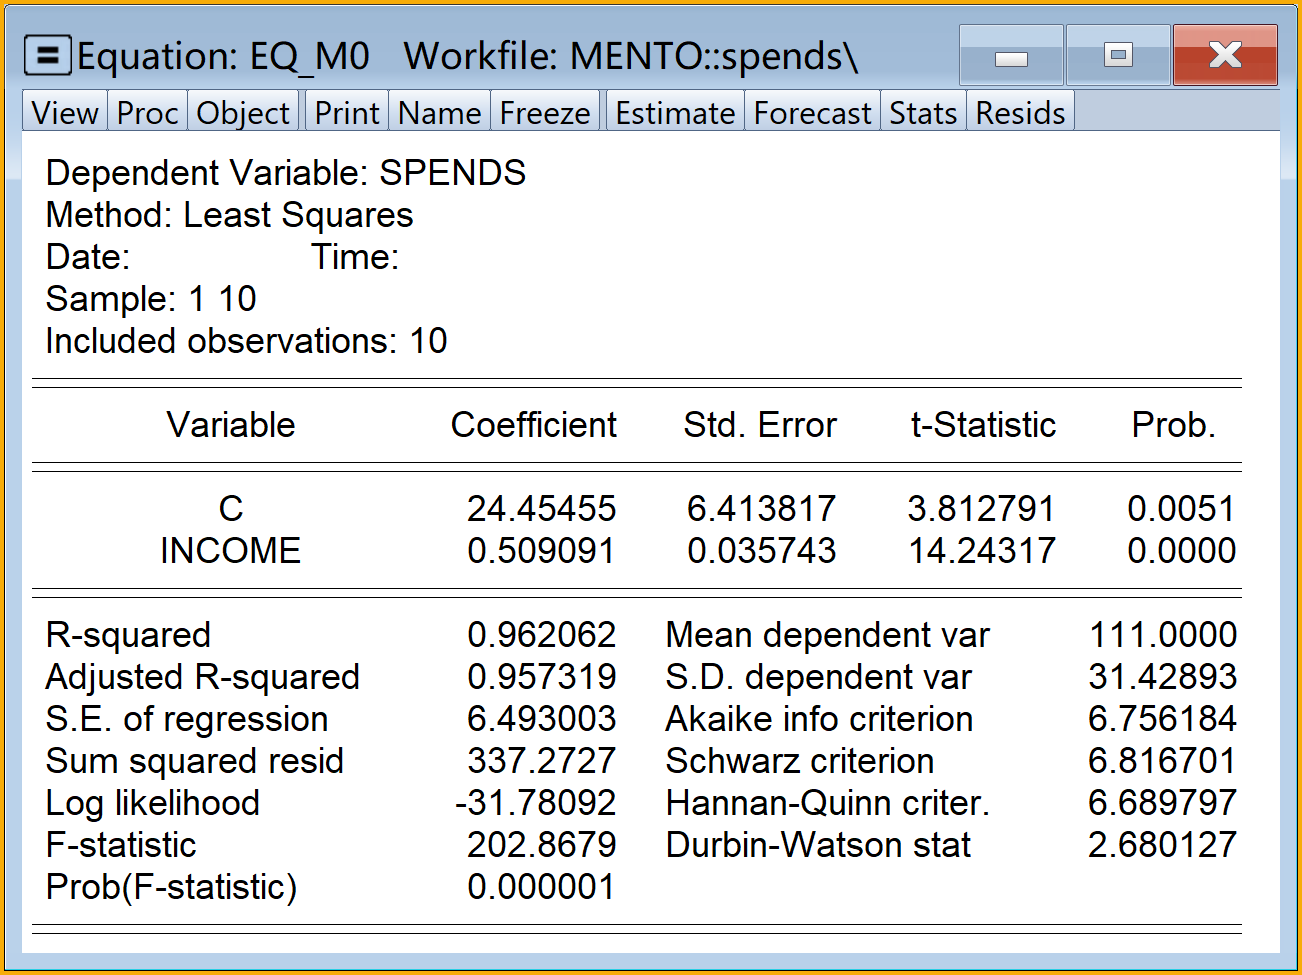 Equation: EQ_M0 Workfile: MENTO::spends\
View Proc Object Print Name Freeze Estimate Forecast Stats Resids
Dependent Variable: SPENDS
Method: Least Squares
Date: Time:
Sample: 1 10
Included observations: 10
Variable Coefficient Std. Error t-Statistic Prob.
C 24.45455 6.413817 3.812791 0.0051
INCOME 0.509091 0.035743 14.24317 0.0000
R-squared 0.962062 Mean dependent var 111.0000
Adjusted R-squared 0.957319 S.D. dependent var 31.42893
S.E. of regression 6.493003 Akaike info criterion 6.756184
Sum squared resid 337.2727 Schwarz criterion 6.816701
Log likelihood -31.78092 Hannan-Quinn criter. 6.689797
F-statistic 202.8679 Durbin-Watson stat 2.680127
Prob(F-statistic) 0.000001